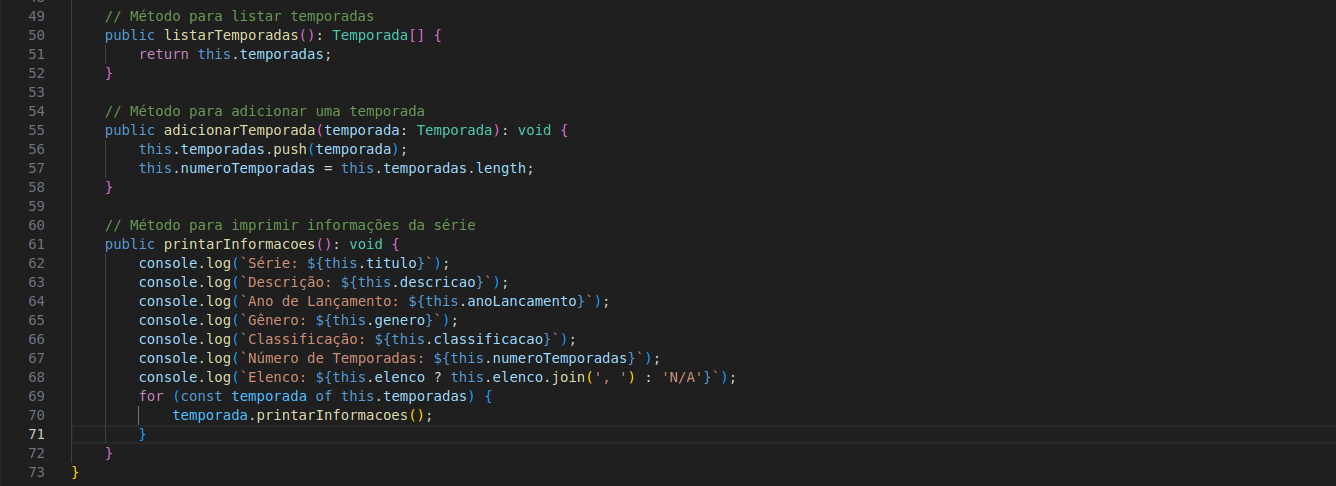 49 // Método para listar temporadas
50 public listarTemporadas(): Temporada[] {
51 return this.temporadas;
52 }
53
54 // Método para adicionar uma temporada
55 public adicionarTemporada(temporada: Temporada): void {
56 this.temporadas.push(temporada);
57 this.numeroTemporadas = this.temporadas.length;
58 }
59
60 // Método para imprimir informações da série
61 public printarInformacoes(): void {
62 console.log(`Série: ${this.titulo}`);
63 console.log(`Descrição: ${this.descricao}`);
64 console.log(`Ano de Lançamento: ${this.anoLancamento}`);
65 console.log(`Gênero: ${this.genero}`);
66 console.log(`Classificação: ${this.classificacao}`);
67 console.log(`Número de Temporadas: ${this.numeroTemporadas}`);
68 console.log(`Elenco: ${this.elenco ? this.elenco.join(', ') : 'N/A'}`);
69 for (const temporada of this.temporadas) {
70 temporada.printarInformacoes();
71 }
72 }
73 }